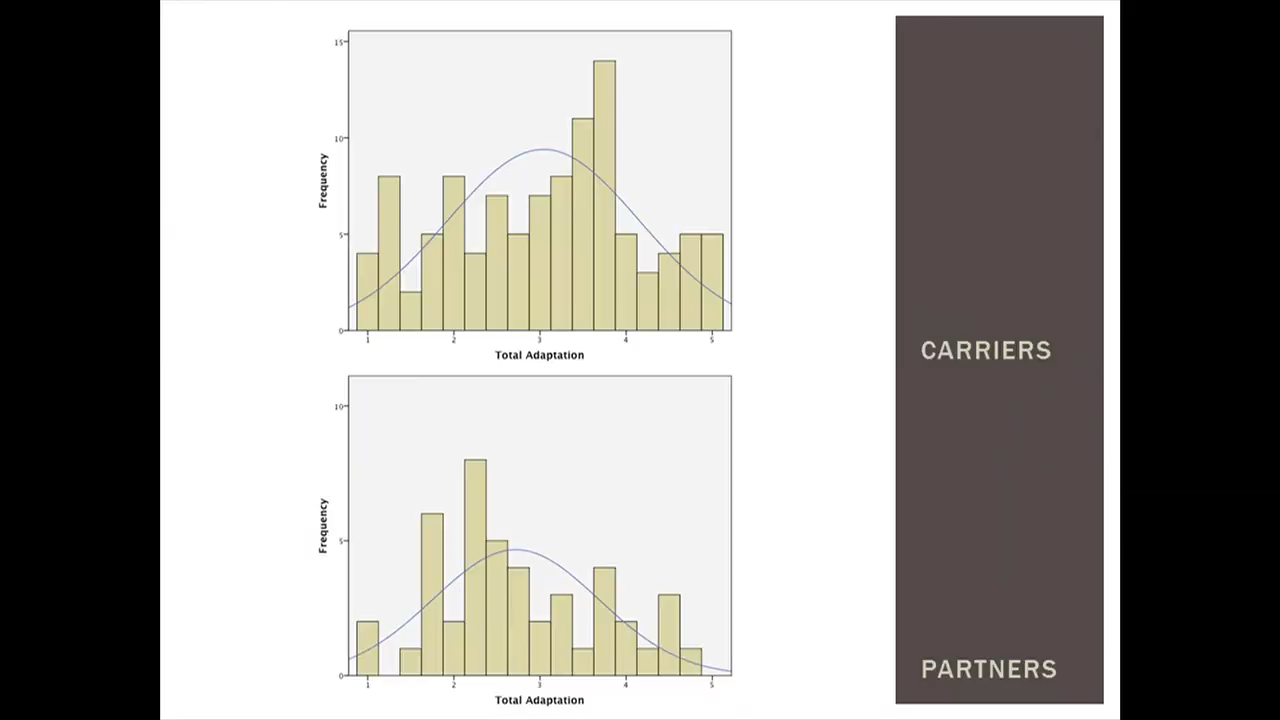 15
10
5
0
Frequency
1 2 3 4 5
Total Adaptation
CARRIERS
10
5
0
Frequency
1 2 3 4 5
Total Adaptation
PARTNERS